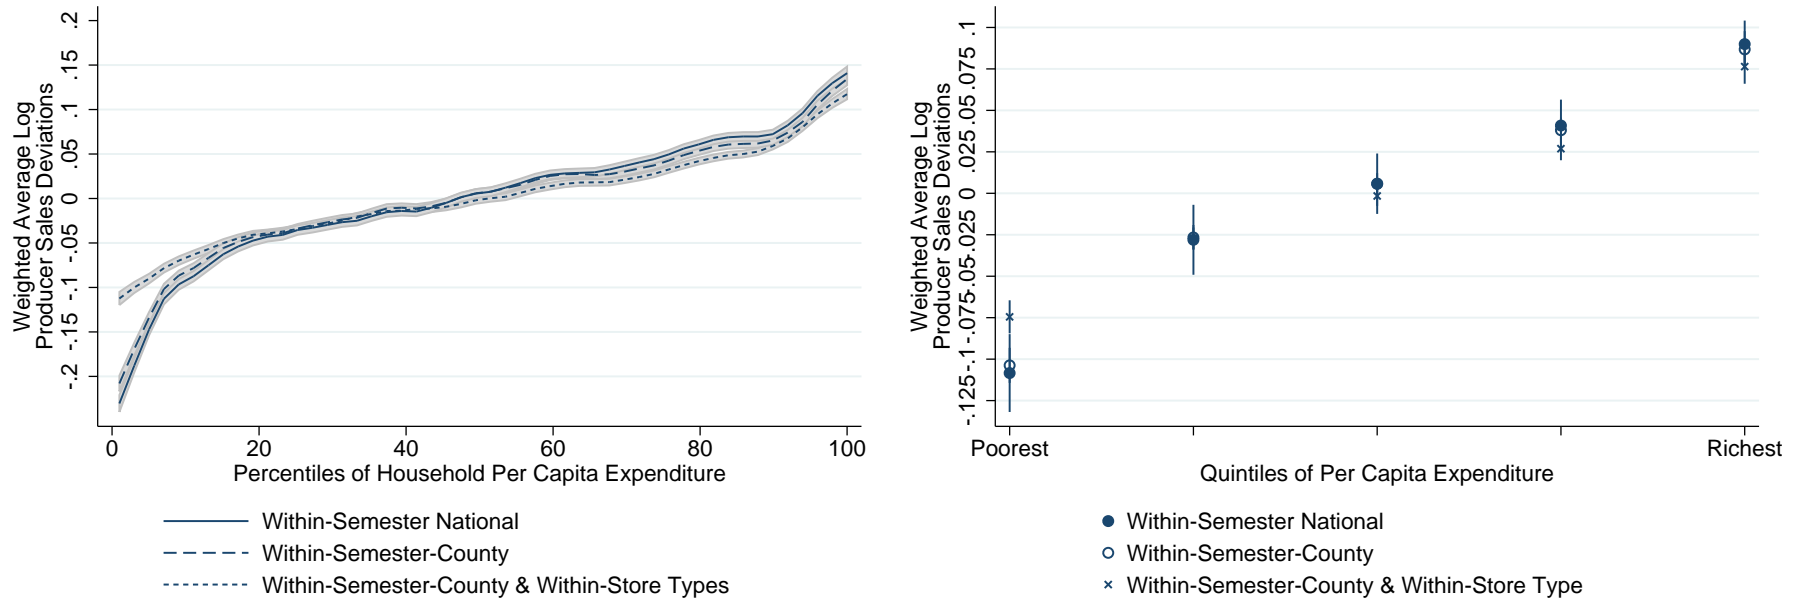 Weighted Average Log
Producer Sales Deviations
.2
.15
.1
.05
0
-.05
-.1
-.15
-.2
0 20 40 60 80 100
Percentiles of Household Per Capita Expenditure
Within-Semester National
Within-Semester-County
Within-Semester-County & Within-Store Types
Weighted Average Log
Producer Sales Deviations
.1
.075
.05
.025
0
-.025
-.05
-.075
-.1
-.125
Poorest Richest
Quintiles of Per Capita Expenditure
Within-Semester National
Within-Semester-County
Within-Semester-County & Within-Store Type